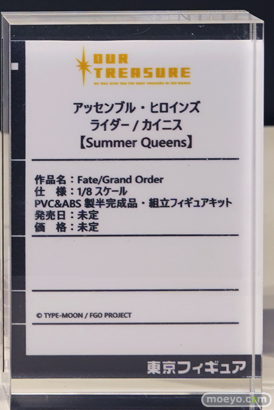 OUR
TREASURE
アッセンブル・ヒロインズ
ライダー / カイニス
【Summer Queens】
作品名：Fate/Grand Order
仕　様：1/8 スケール
PVC&ABS 製半完成品・組立フィギュアキット
発売日：未定
価　格：未定
© TYPE-MOON / FGO PROJECT
東京フィギュア
moeyo.com